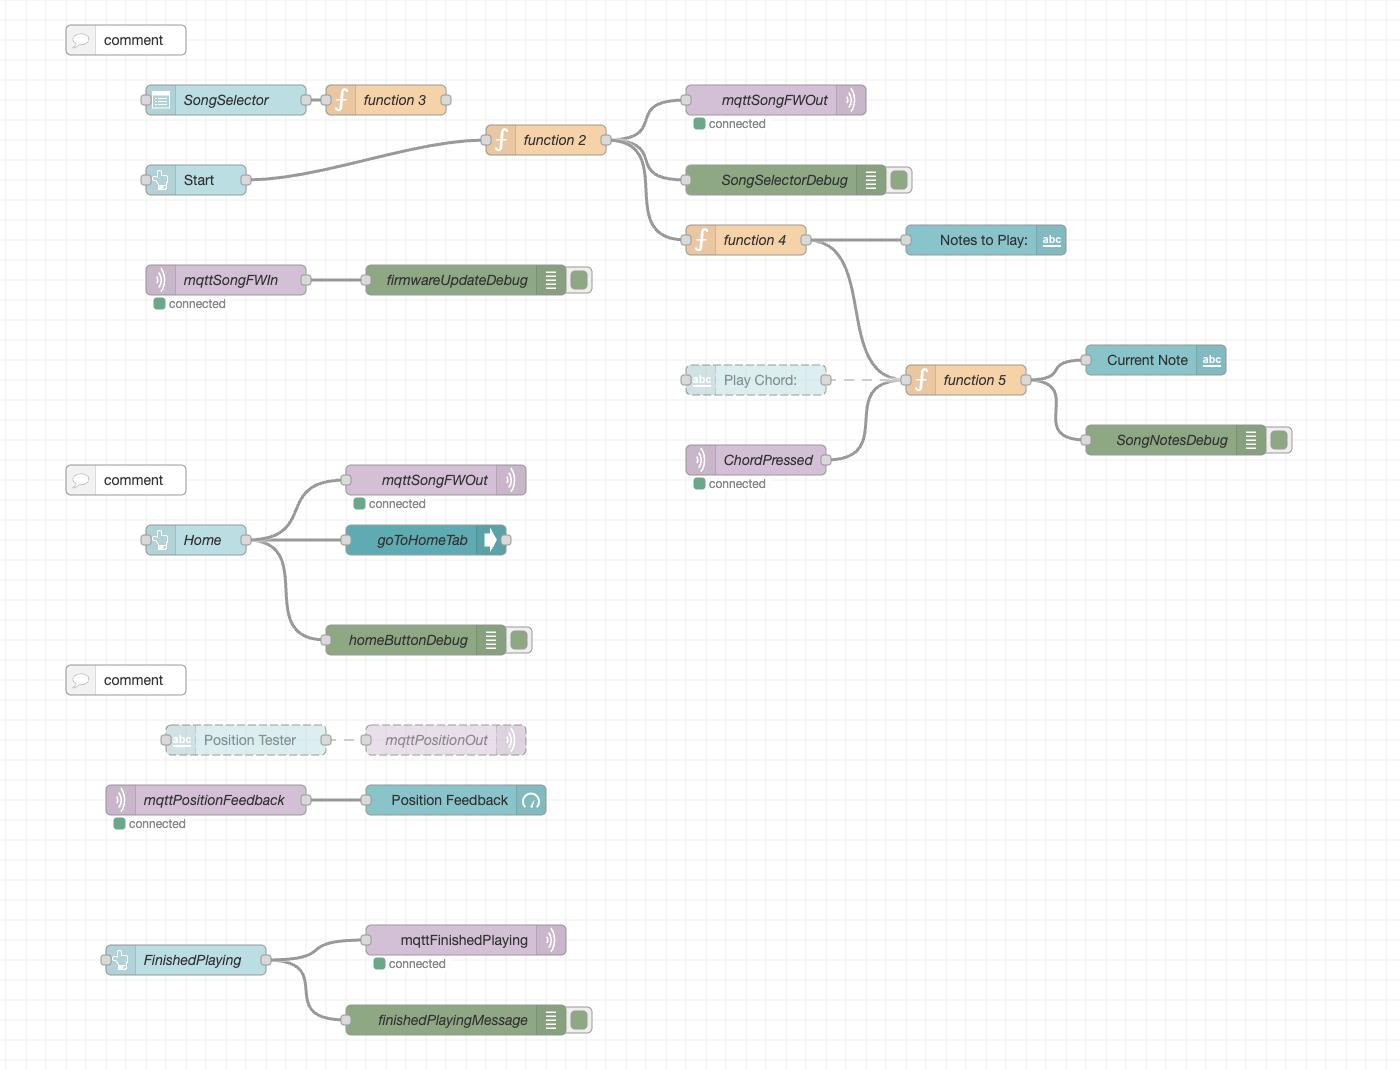 comment
SongSelector
function 3
mqttSongFWOut
connected
function 2
Start
SongSelectorDebug
function 4
Notes to Play:
abc
mqttSongFWIn
connected
firmwareUpdateDebug
Current Note
abc
abc
Play Chord:
function 5
SongNotesDebug
ChordPressed
connected
comment
mqttSongFWOut
connected
Home
goToHomeTab
homeButtonDebug
comment
abc
Position Tester
mqttPositionOut
mqttPositionFeedback
connected
Position Feedback
mqttFinishedPlaying
connected
FinishedPlaying
finishedPlayingMessage